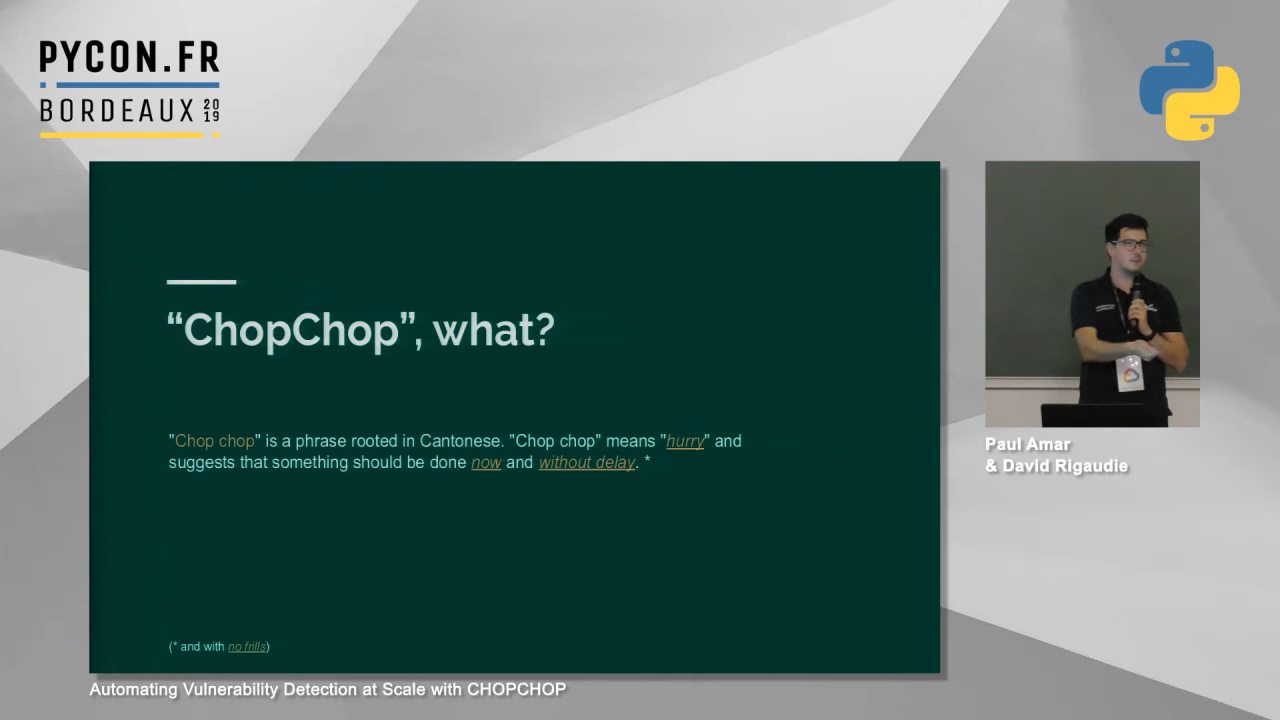 PYCON.FR
BORDEAUX 2019
“ChopChop”, what?
"Chop chop" is a phrase rooted in Cantonese. "Chop chop" means "hurry" and
suggests that something should be done now and without delay. *
(* and with no frills)
Paul Amar
& David Rigaudie
Automating Vulnerability Detection at Scale with CHOPCHOP